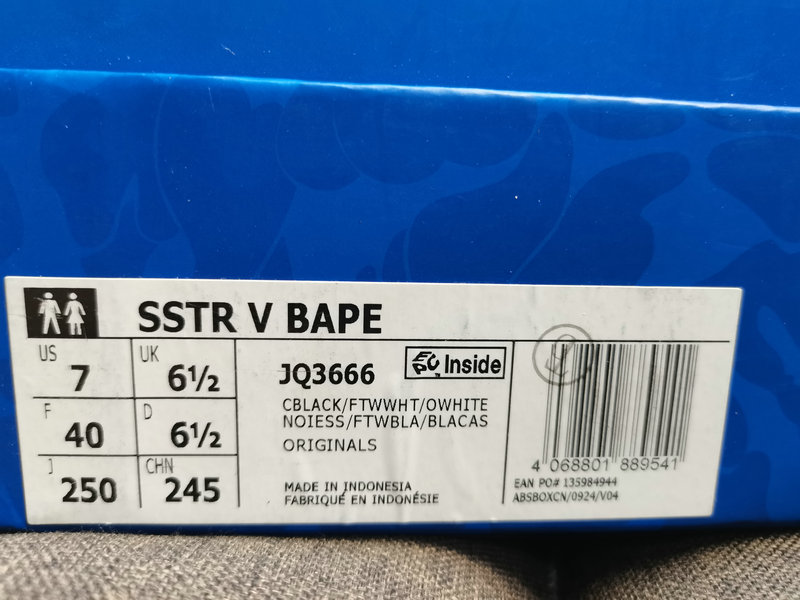 SSTR V BAPE
US 7 UK 6½
F 40 D 6½
J 250 CHN 245
JQ3666 EPC Inside
CBLACK/FTWWHT/OWHITE
NOIESS/FTWBLA/BLACAS
ORIGINALS
MADE IN INDONESIA
FABRIQUÉ EN INDONÉSIE
4 068801 889541
EAN PO# 135984944
ABSBOXCN/0924/V04